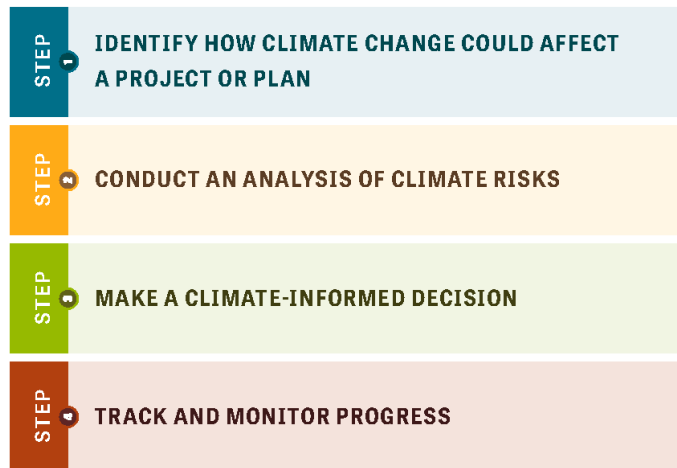 STEP 1
IDENTIFY HOW CLIMATE CHANGE COULD AFFECT
A PROJECT OR PLAN
STEP 2
CONDUCT AN ANALYSIS OF CLIMATE RISKS
STEP 3
MAKE A CLIMATE-INFORMED DECISION
STEP 4
TRACK AND MONITOR PROGRESS